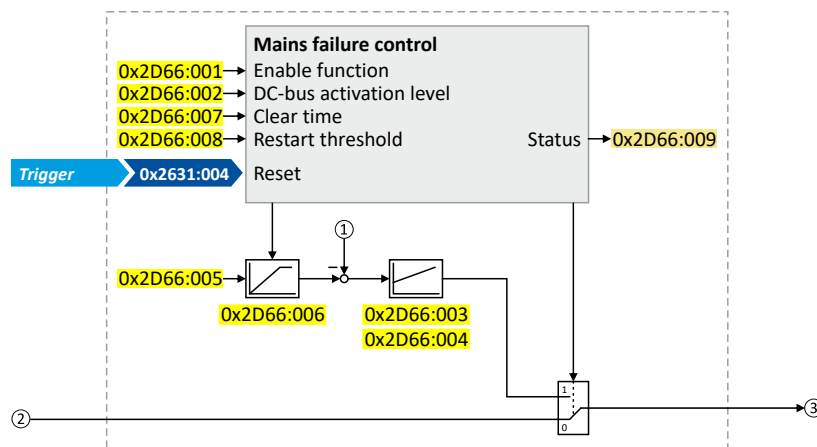 Mains failure control
0x2D66:001 Enable function
0x2D66:002 DC-bus activation level
0x2D66:007 Clear time
0x2D66:008 Restart threshold Status 0x2D66:009
Trigger 0x2631:004 Reset
1
0x2D66:005 −
0x2D66:006 0x2D66:003
0x2D66:004
1
2 3
0